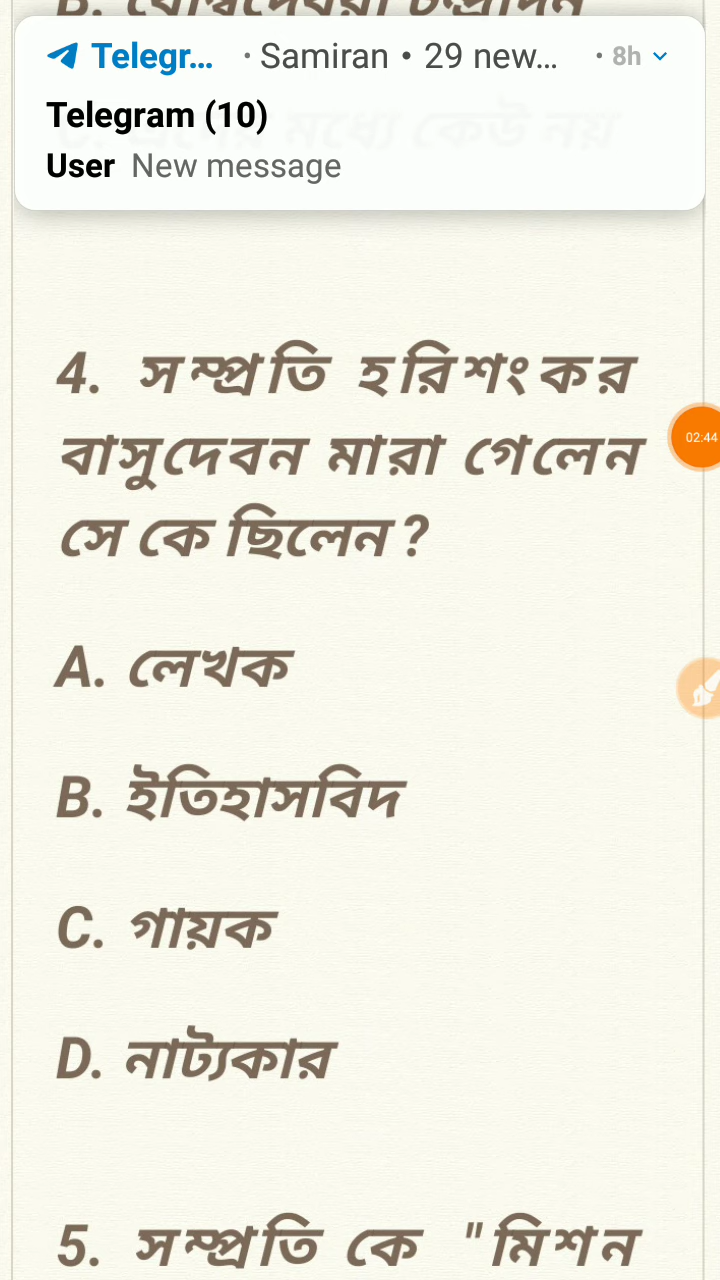 Telegr... · Samiran • 29 new... • 8h
Telegram (10)
User New message
4. সম্প্রতি হরিশংকর
বাসুদেবন মারা গেলেন
02:44
সে কে ছিলেন ?
A. লেখক
B. ইতিহাসবিদ
C. গায়ক
D. নাট্যকার
5. সম্প্রতি কে "মিশন